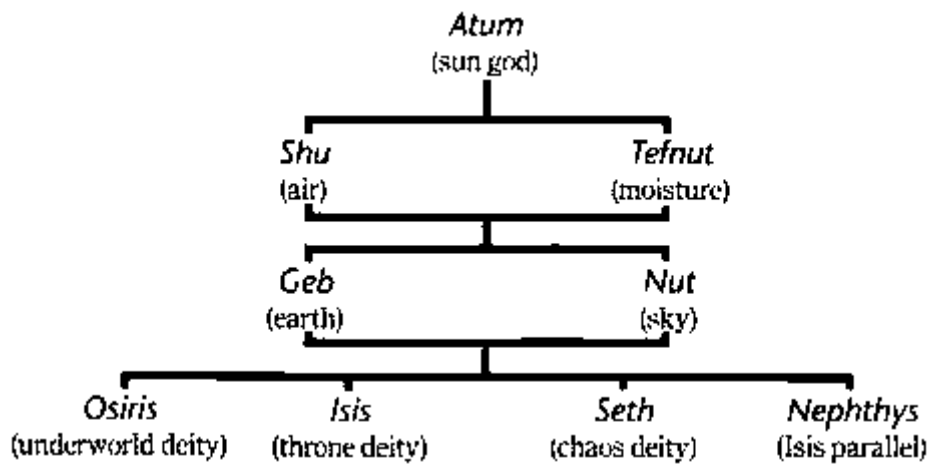 Atum
(sun god)
Shu Tefnut
(air) (moisture)
Geb Nut
(earth) (sky)
Osiris Isis Seth Nephthys
(underworld deity) (throne deity) (chaos deity) (Isis parallel)